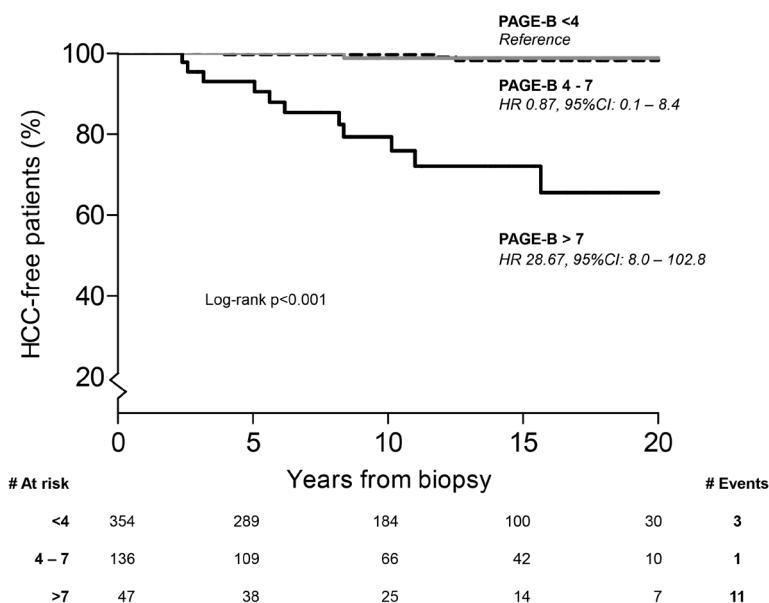 PAGE-B <4
Reference
PAGE-B 4 - 7
HR 0.87, 95%CI: 0.1 – 8.4
PAGE-B > 7
HR 28.67, 95%CI: 8.0 – 102.8
Log-rank p<0.001
HCC-free patients (%)
100
80
60
40
20
0 5 10 15 20
Years from biopsy
# At risk # Events
<4 354 289 184 100 30 3
4 – 7 136 109 66 42 10 1
>7 47 38 25 14 7 11